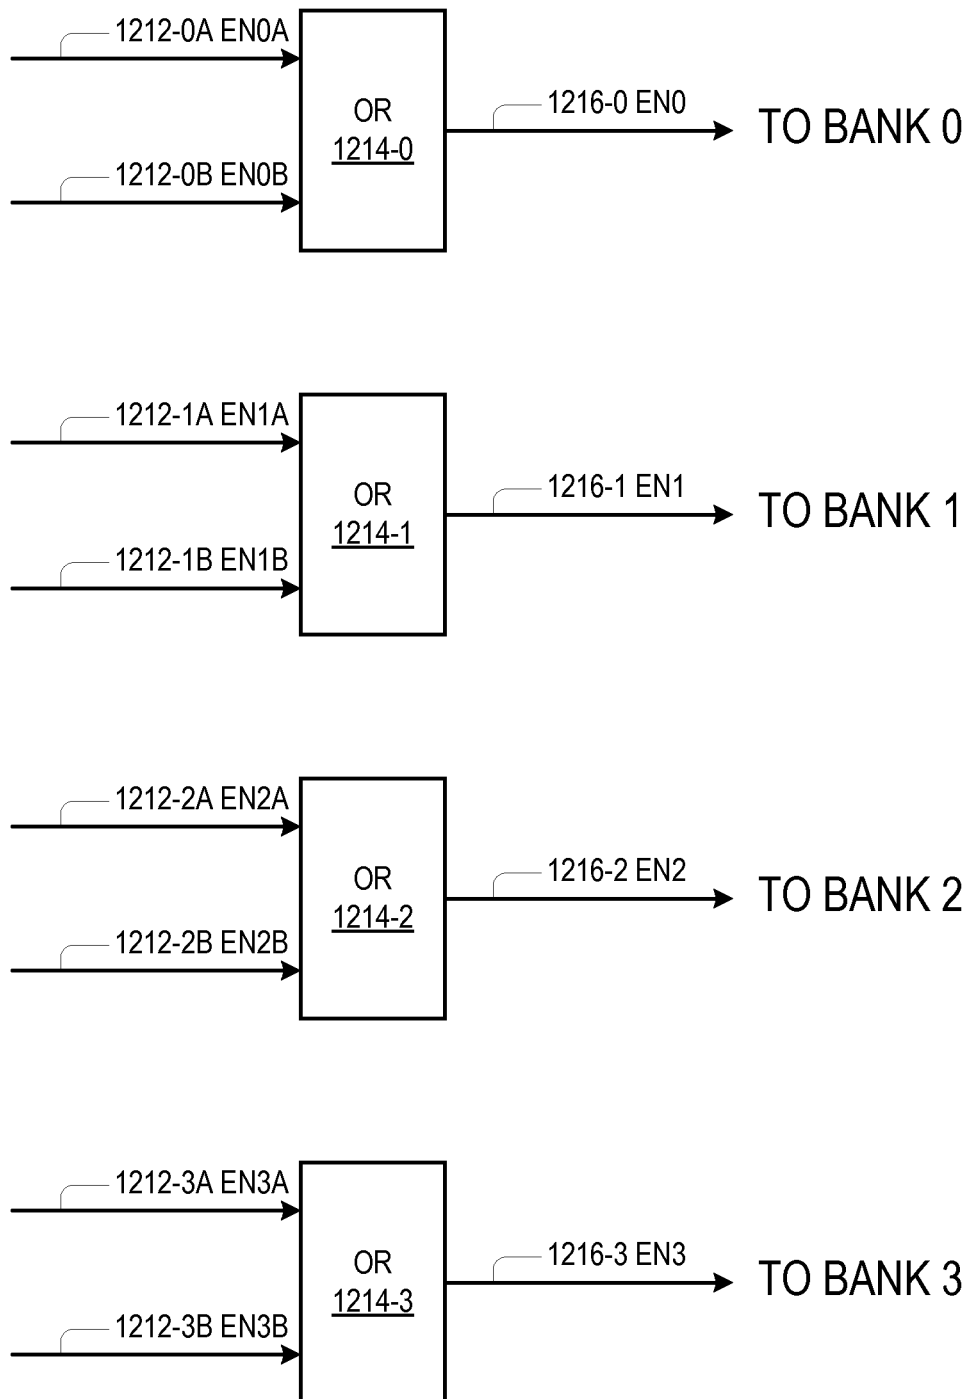 1212-0A EN0A
OR
1214-0
1216-0 EN0
TO BANK 0
1212-0B EN0B
1212-1A EN1A
OR
1214-1
1216-1 EN1
TO BANK 1
1212-1B EN1B
1212-2A EN2A
OR
1214-2
1216-2 EN2
TO BANK 2
1212-2B EN2B
1212-3A EN3A
OR
1214-3
1216-3 EN3
TO BANK 3
1212-3B EN3B